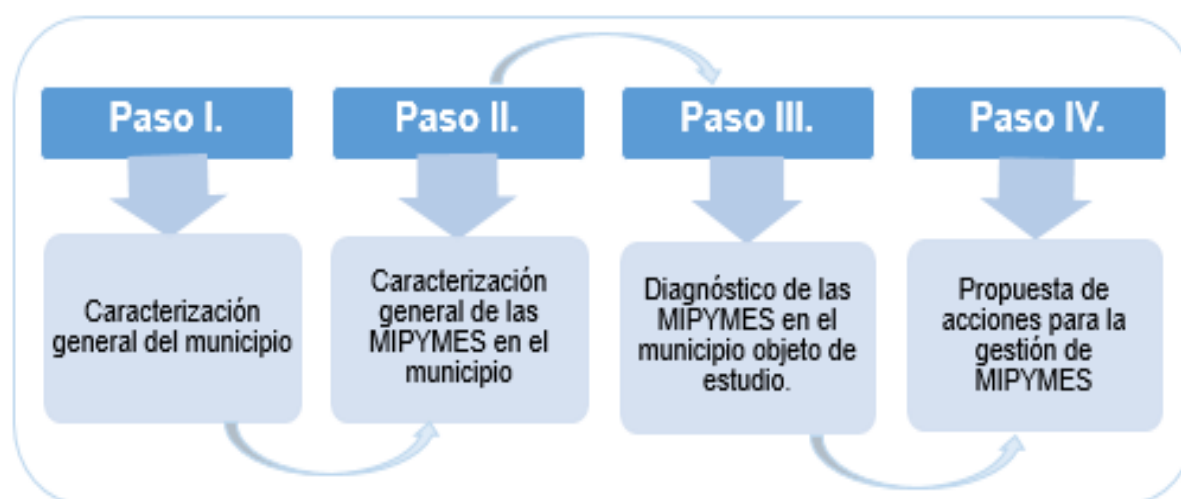 Paso I.
Caracterización
general del municipio
Paso II.
Caracterización
general de las
MIPYMES en el
municipio
Paso III.
Diagnóstico de las
MIPYMES en el
municipio objeto de
estudio.
Paso IV.
Propuesta de
acciones para la
gestión de
MIPYMES